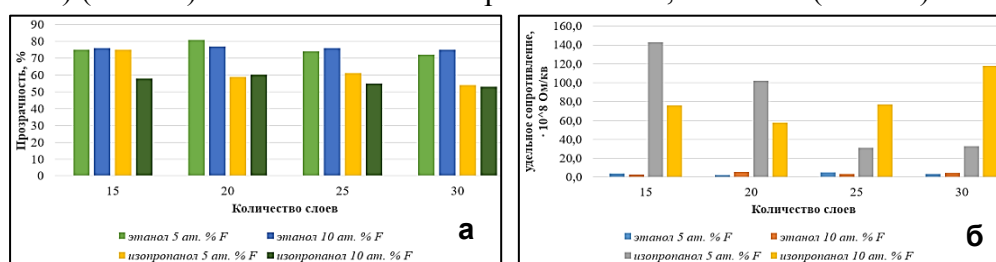 90
80
70
60
50
40
30
20
10
0
Прозрачность, %
15 20 25 30
Количество слоев
этанол 5 ат. % F этанол 10 ат. % F
изопропанол 5 ат. % F изопропанол 10 ат. % F
а
160,0
140,0
120,0
100,0
80,0
60,0
40,0
20,0
0,0
удельное сопротивление,
· 10^8 Ом/кв
15 20 25 30
Количество слоев
этанол 5 ат. % F этанол 10 ат. % F
изопропанол 5 ат. % F изопропанол 10 ат. % F
б